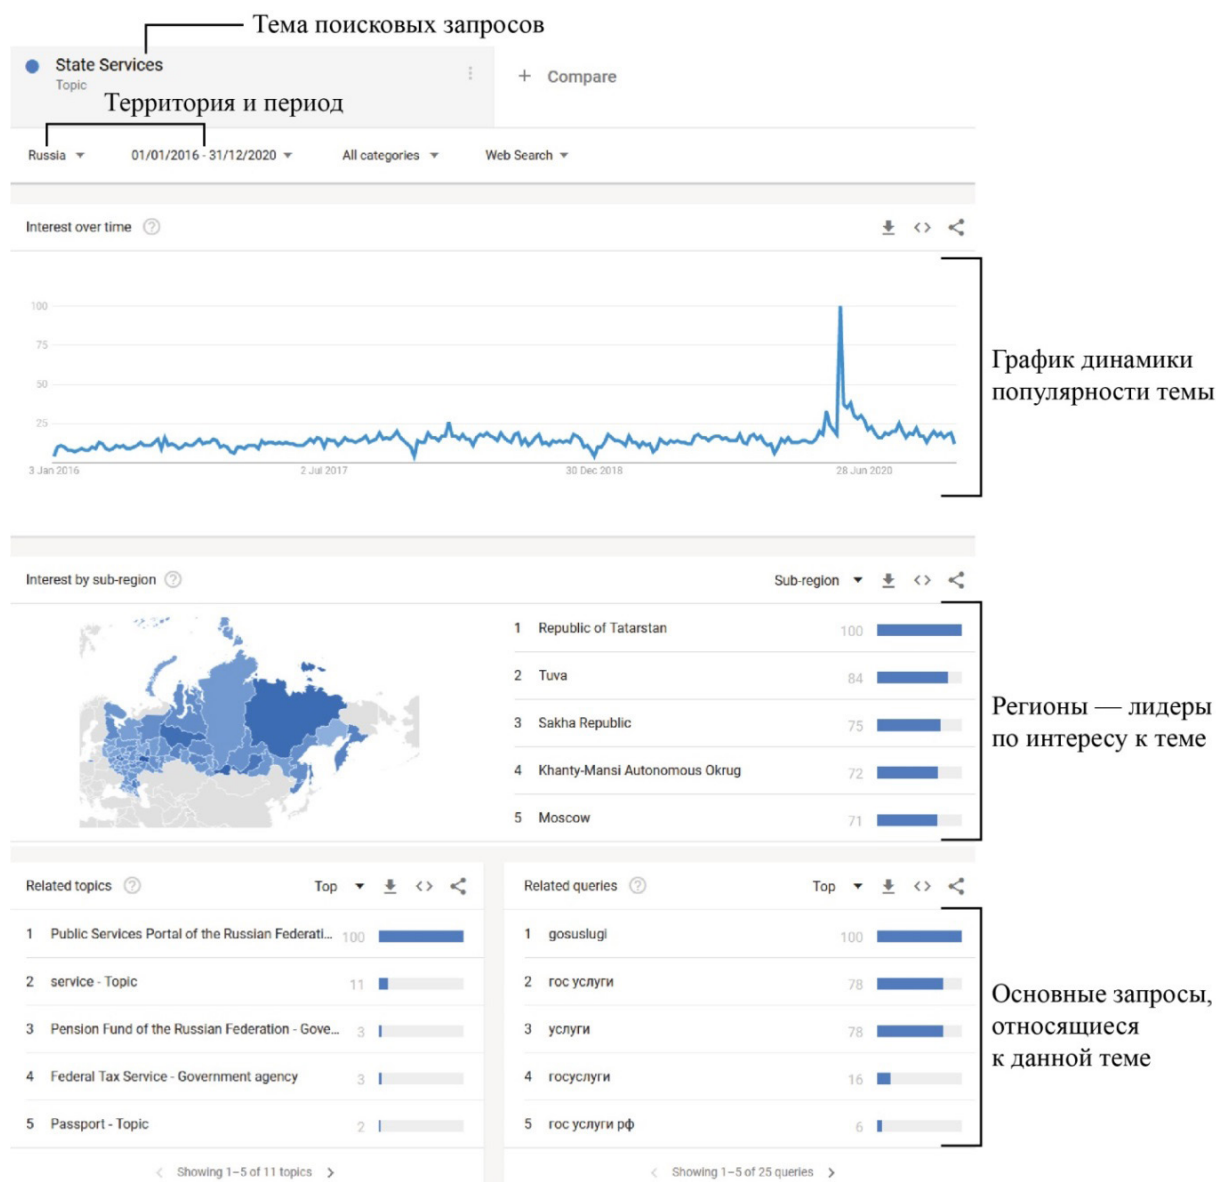 Тема поисковых запросов
State Services
Topic
+ Compare
Территория и период
Russia
01/01/2016 - 31/12/2020
All categories
Web Search
Interest over time
100
75
50
25
3 Jan 2016
2 Jul 2017
30 Dec 2018
28 Jun 2020
График динамики
популярности темы
Interest by sub-region
Sub-region
1 Republic of Tatarstan 100
2 Tuva 84
3 Sakha Republic 75
4 Khanty-Mansi Autonomous Okrug 72
5 Moscow 71
Регионы — лидеры
по интересу к теме
Related topics
Top
1 Public Services Portal of the Russian Federati... 100
2 service - Topic 11
3 Pension Fund of the Russian Federation - Gove... 3
4 Federal Tax Service - Government agency 3
5 Passport - Topic 2
Showing 1–5 of 11 topics
Related queries
Top
1 gosuslugi 100
2 гос услуги 78
3 услуги 78
4 госуслуги 16
5 гос услуги рф 6
Showing 1–5 of 25 queries
Основные запросы,
относящиеся
к данной теме